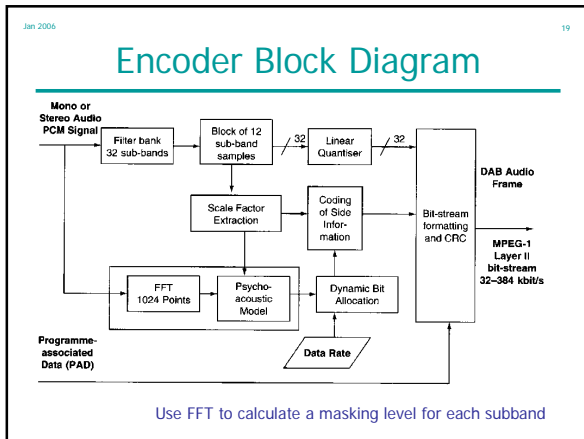 Jan 2006
19
Encoder Block Diagram
Mono or
Stereo Audio
PCM Signal
Filter bank
32 sub-bands
Block of 12
sub-band
samples
32
Linear
Quantiser
32
DAB Audio
Frame
Scale Factor
Extraction
Coding
of Side
Infor-
mation
Bit-stream
formatting
and CRC
MPEG-1
Layer II
bit-stream
32–384 kbit/s
FFT
1024 Points
Psycho-
acoustic
Model
Dynamic Bit
Allocation
Data Rate
Programme-
associated
Data (PAD)
Use FFT to calculate a masking level for each subband